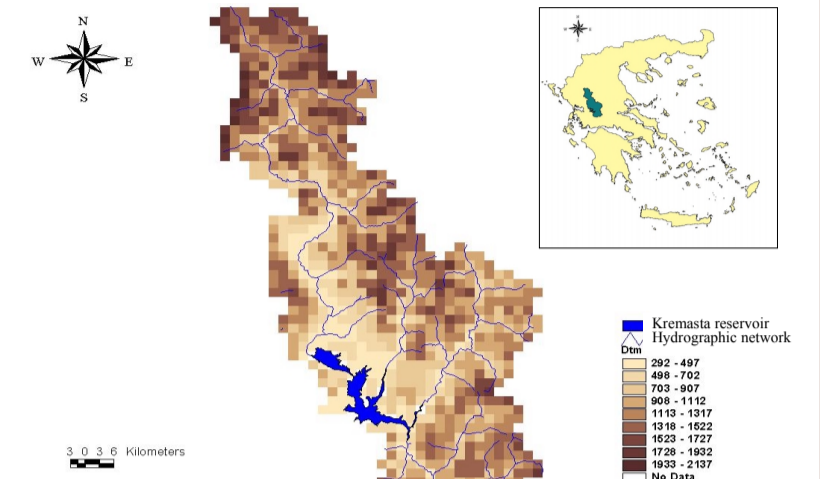 N
W E
S
Kremasta reservoir
Hydrographic network
Dtm
292 - 497
498 - 702
703 - 907
908 - 1112
1113 - 1317
1318 - 1522
1523 - 1727
1728 - 1932
1933 - 2137
No Data
3 0 3 6 Kilometers